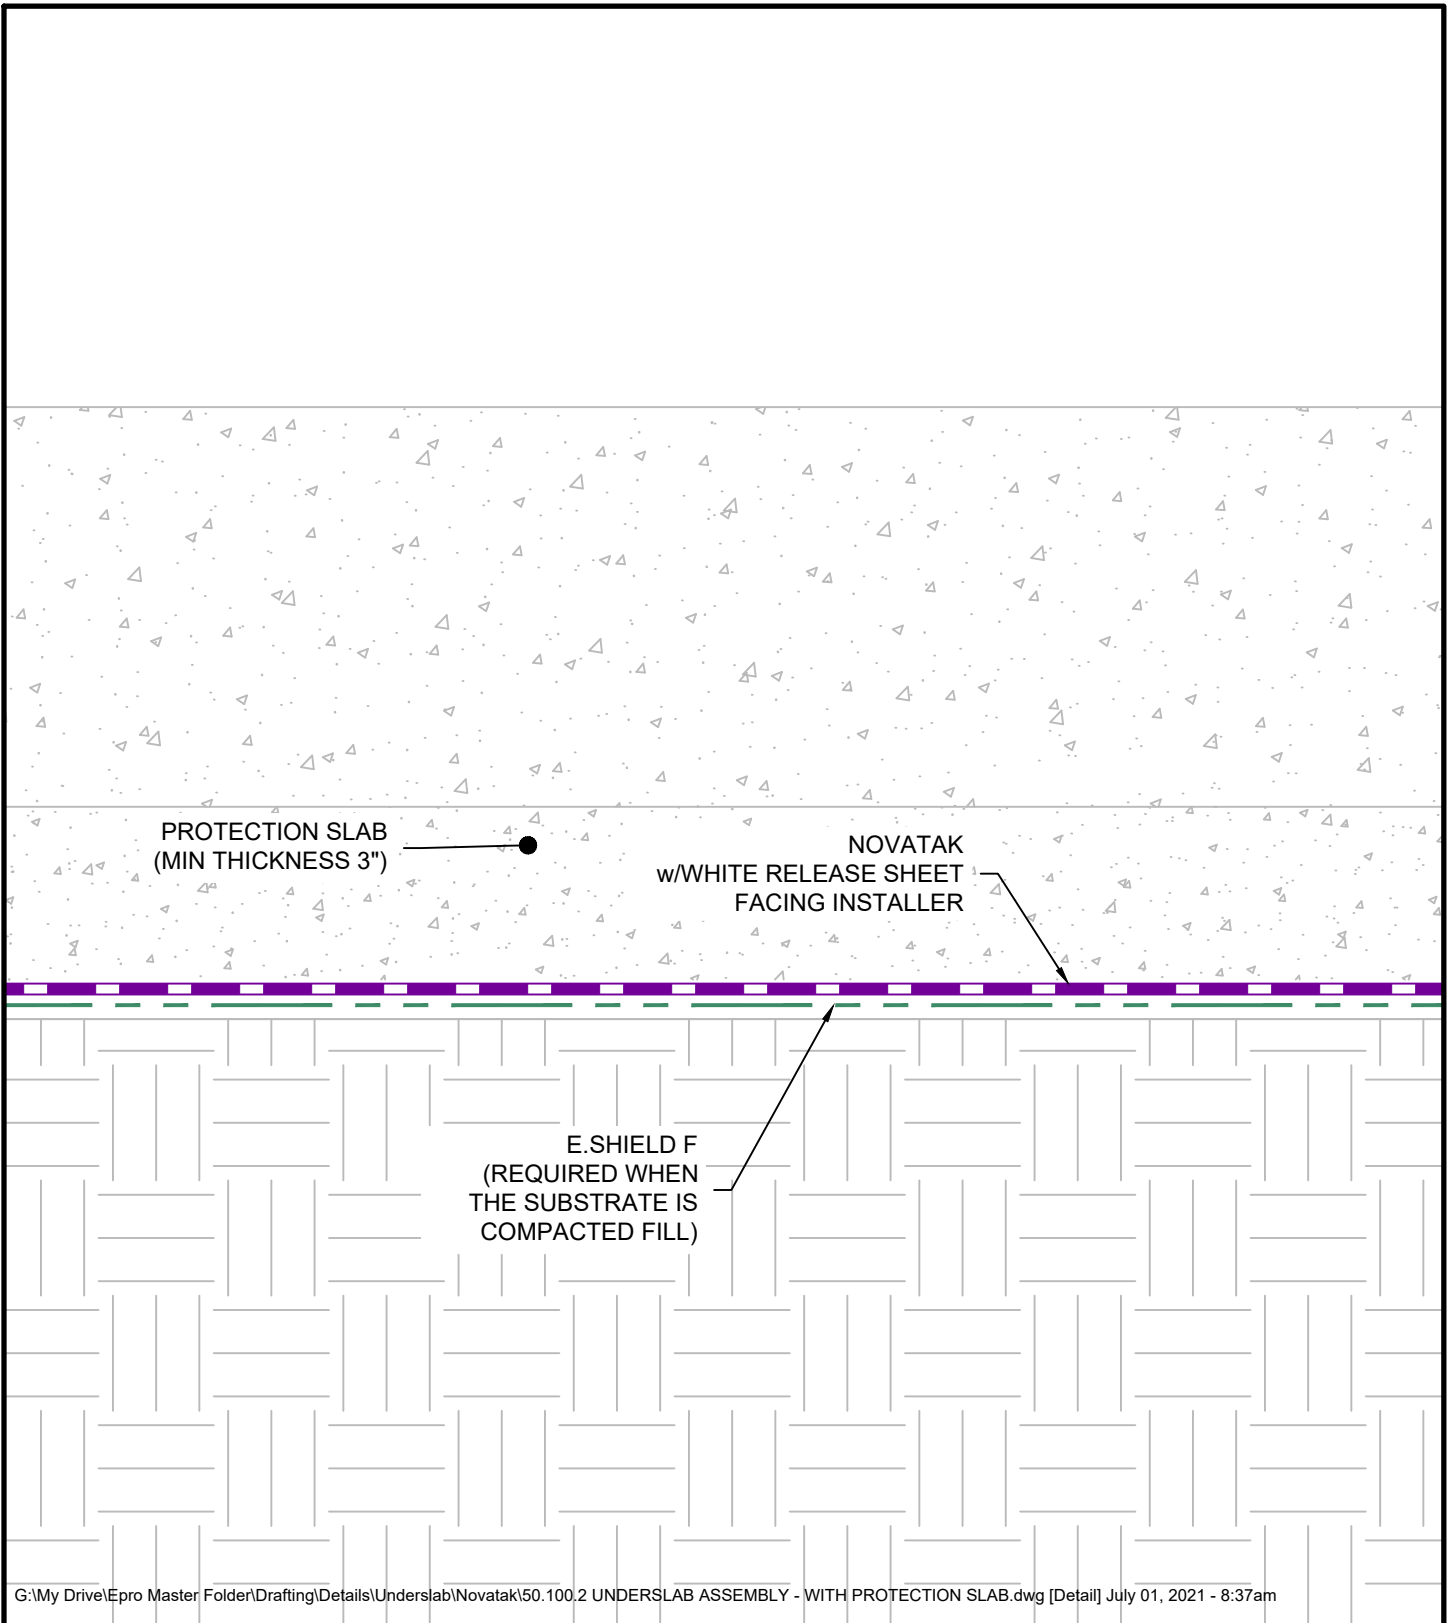 PROTECTION SLAB
(MIN THICKNESS 3")
NOVATAK
w/WHITE RELEASE SHEET
FACING INSTALLER
E.SHIELD F
(REQUIRED WHEN
THE SUBSTRATE IS
COMPACTED FILL)
G:\My Drive\Epro Master Folder\Drafting\Details\Underslab\Novatak\50.100.2 UNDERSLAB ASSEMBLY - WITH PROTECTION SLAB.dwg [Detail] July 01, 2021 - 8:37am